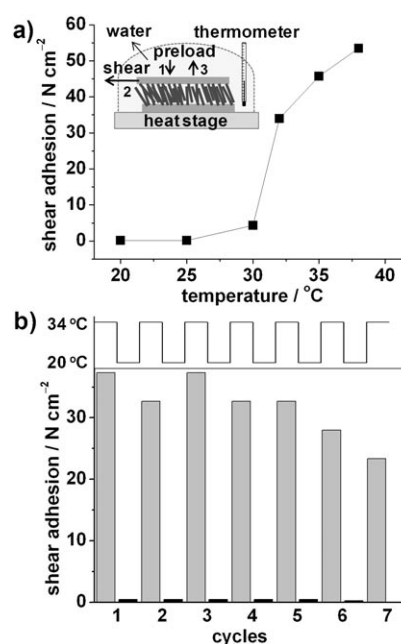 a)
60
50
40
30
20
10
0
shear adhesion / N cm⁻²
water
preload
thermometer
1 3
shear
2
heat stage
20 25 30 35 40
temperature / °C
b)
34 °C
20 °C
30
20
10
0
shear adhesion / N cm⁻²
1 2 3 4 5 6 7
cycles